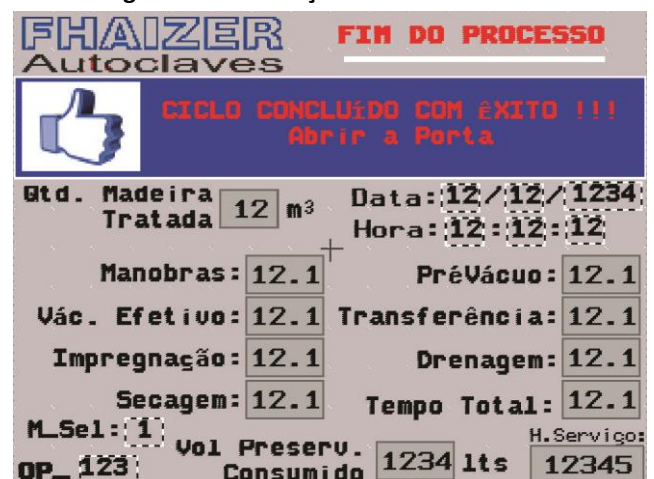 FHAIZER FIM DO PROCESSO
Autoclaves
CICLO CONCLUÍDO COM ÊXITO !!!
Abrir a Porta
Qtd. Madeira Tratada 12 m³
Data: 12/12/1234
Hora: 12:12:12
Manobras: 12.1 PréVácuo: 12.1
Vác. Efetivo: 12.1 Transferência: 12.1
Impregnação: 12.1 Drenagem: 12.1
Secagem: 12.1 Tempo Total: 12.1
M_Sel: 1
OP_ 123
Vol Preserv. Consumido 1234 lts
H.Serviço: 12345